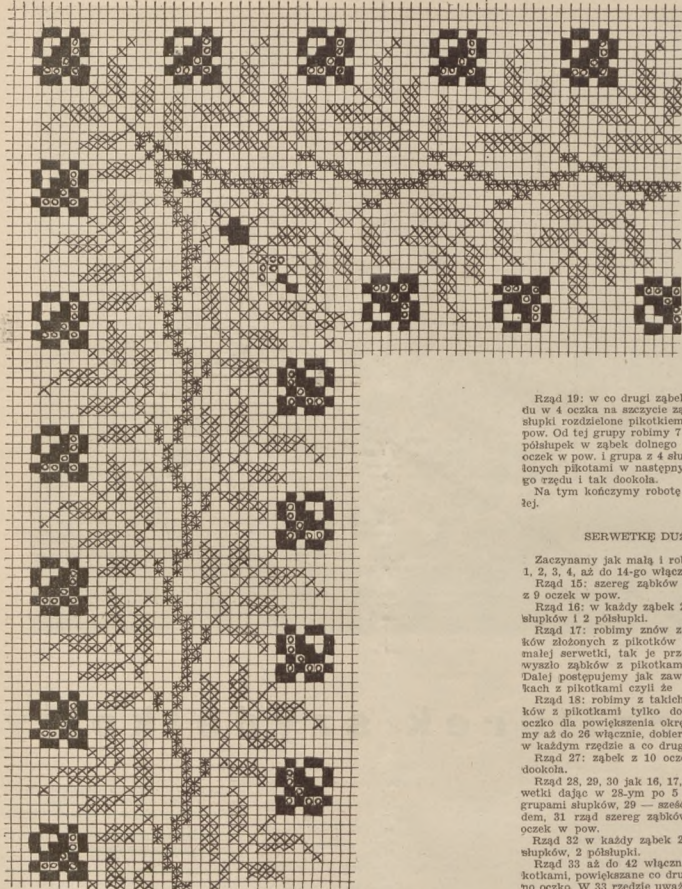 Rząd 19: w co drugi ząbek
du w 4 oczka na szczycie zą
słupki rozdzielone pikotkiem
pow. Od tej grupy robimy 7
półsłupek w ząbek dolnego
oczek w pow. i grupa z 4 słu
lonych pikotami w następny
go rzędu i tak dookoła.
Na tym kończymy robotę
łej.
SERWETKĘ DU
Zaczynamy jak małą i rob
1, 2, 3, 4, aż do 14-go włącz
Rząd 15: szereg ząbków
z 9 oczek w pow.
Rząd 16: w każdy ząbek
słupków i 2 półsłupki.
Rząd 17: robimy znów z
ków złożonych z pikotków
małej serwetki, tak je prz
wyszło ząbków z pikotkam
Dalej postępujemy jak zaw
kach z pikotkami czyli że
Rząd 18: robimy z takich
ków z pikotkami tylko do
oczko dla powiększenia okrę
my aż do 26 włącznie, dobier
w każdym rzędzie a co drug
Rząd 27: ząbek z 10 ocze
dookoła.
Rząd 28, 29, 30 jak 16, 17,
wetki dając w 28-ym po 5
grupami słupków, 29 — sześ
dem, 31 rząd szereg ząbków
oczek w pow.
Rząd 32 w każdy ząbek 2
słupków, 2 półsłupki.
Rząd 33 aż do 42 włączn
kotkami, powiększane co dru
no oczko. W 33 rzędzie uważ